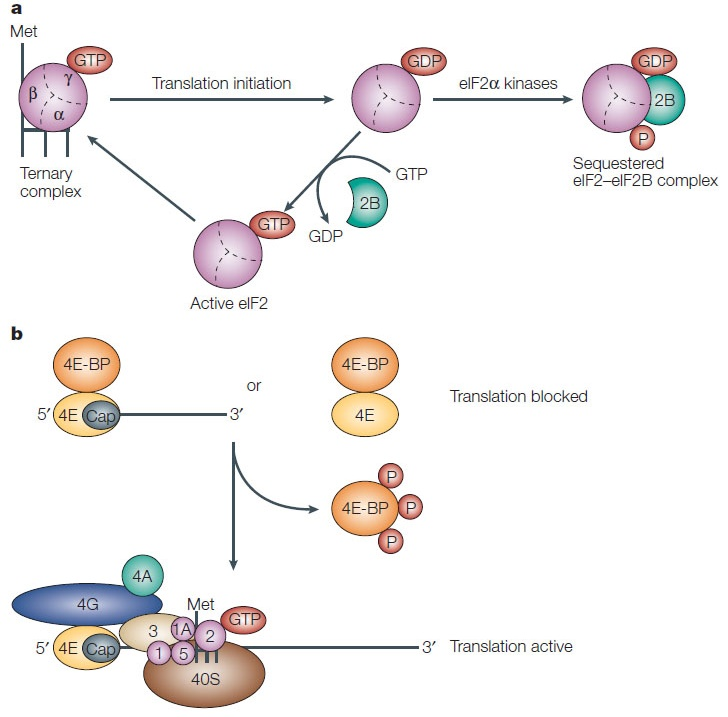 a
Met
GTP
GDP
GDP
β
γ
α
Translation initiation
eIF2α kinases
2B
P
Ternary
complex
Sequestered
eIF2–eIF2B complex
GTP
2B
GTP
GDP
Active eIF2
b
4E-BP
4E-BP
or
Translation blocked
5′
4E
Cap
3′
4E
P
4E-BP
P
P
4A
4G
Met
GTP
3
1A
2
5′
4E
Cap
1
5
3′
Translation active
40S